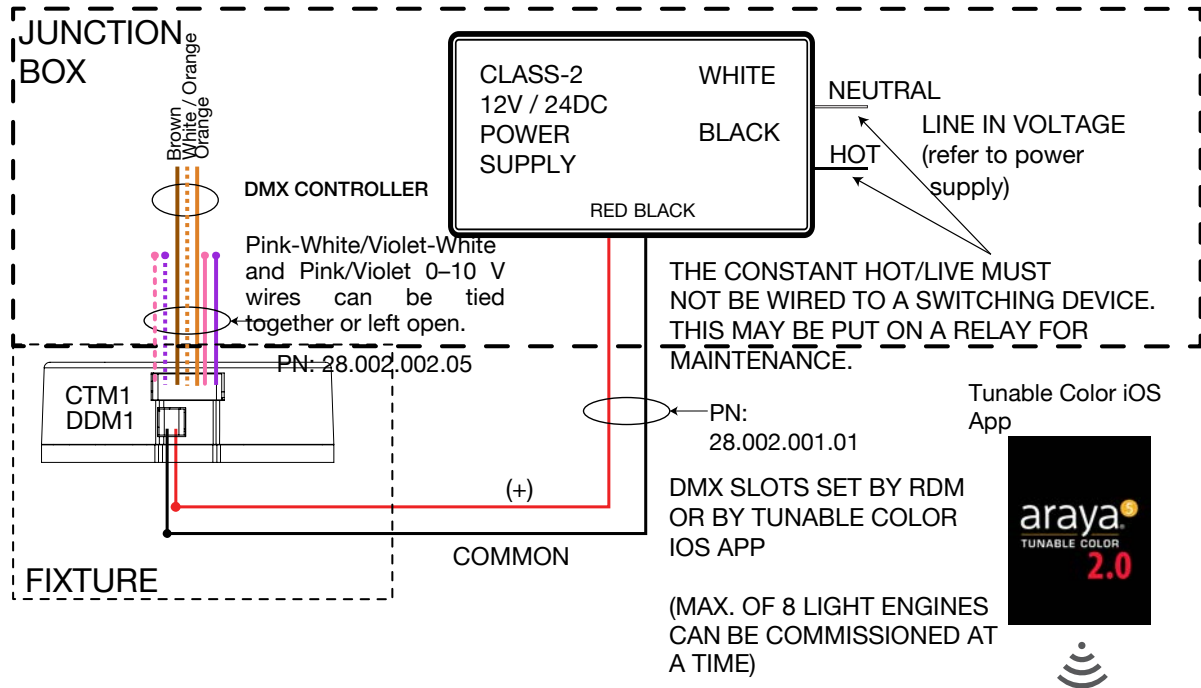 JUNCTION
BOX
Brown
White / Orange
Orange
DMX CONTROLLER
Pink-White/Violet-White
and Pink/Violet 0–10 V
wires can be tied
together or left open.
PN: 28.002.002.05
CLASS-2
12V / 24DC
POWER
SUPPLY
WHITE
BLACK
RED BLACK
NEUTRAL
HOT
LINE IN VOLTAGE
(refer to power
supply)
THE CONSTANT HOT/LIVE MUST
NOT BE WIRED TO A SWITCHING DEVICE.
THIS MAY BE PUT ON A RELAY FOR
MAINTENANCE.
CTM1
DDM1
(+)
COMMON
FIXTURE
PN:
28.002.001.01
DMX SLOTS SET BY RDM
OR BY TUNABLE COLOR
IOS APP
(MAX. OF 8 LIGHT ENGINES
CAN BE COMMISSIONED AT
A TIME)
Tunable Color iOS
App
araya 5
TUNABLE COLOR
2.0